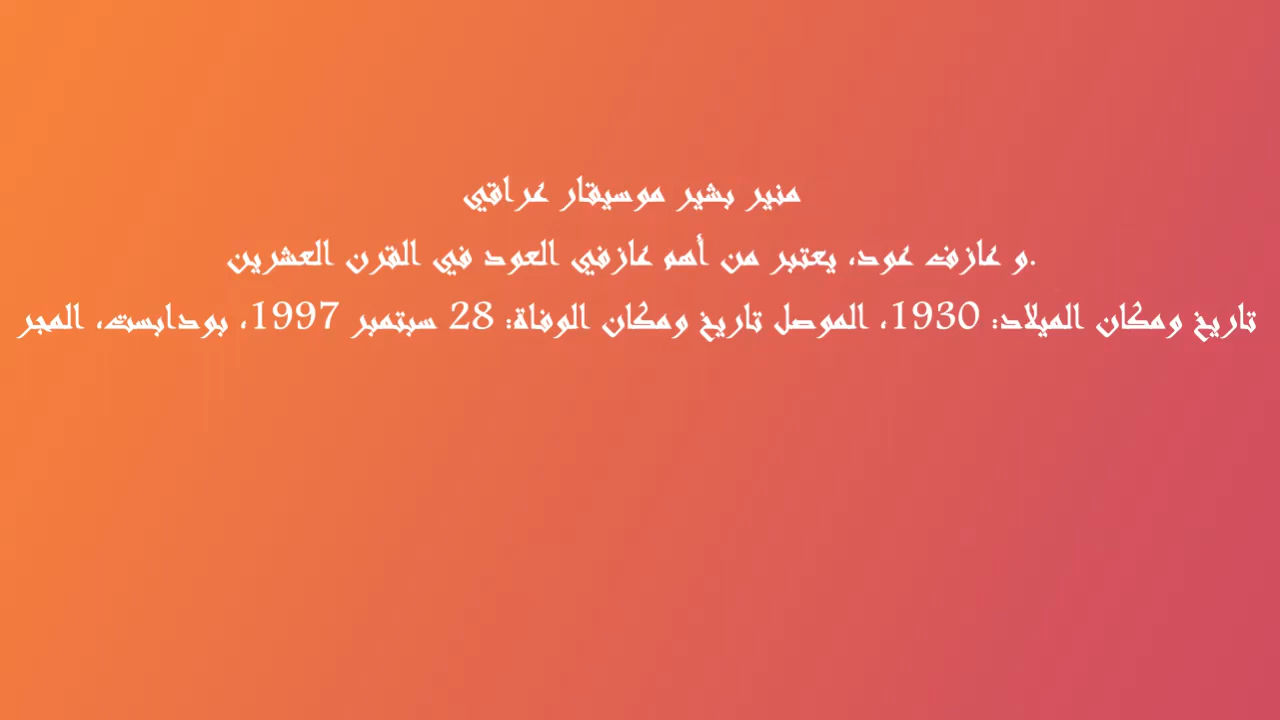 منير بشير موسيقار عراقي
و عازف عود، يعتبر من أهم عازفي العود في القرن العشرين.
تاريخ ومكان الميلاد: 1930، الموصل تاريخ ومكان الوفاة: 28 سبتمبر 1997، بودابست، المجر